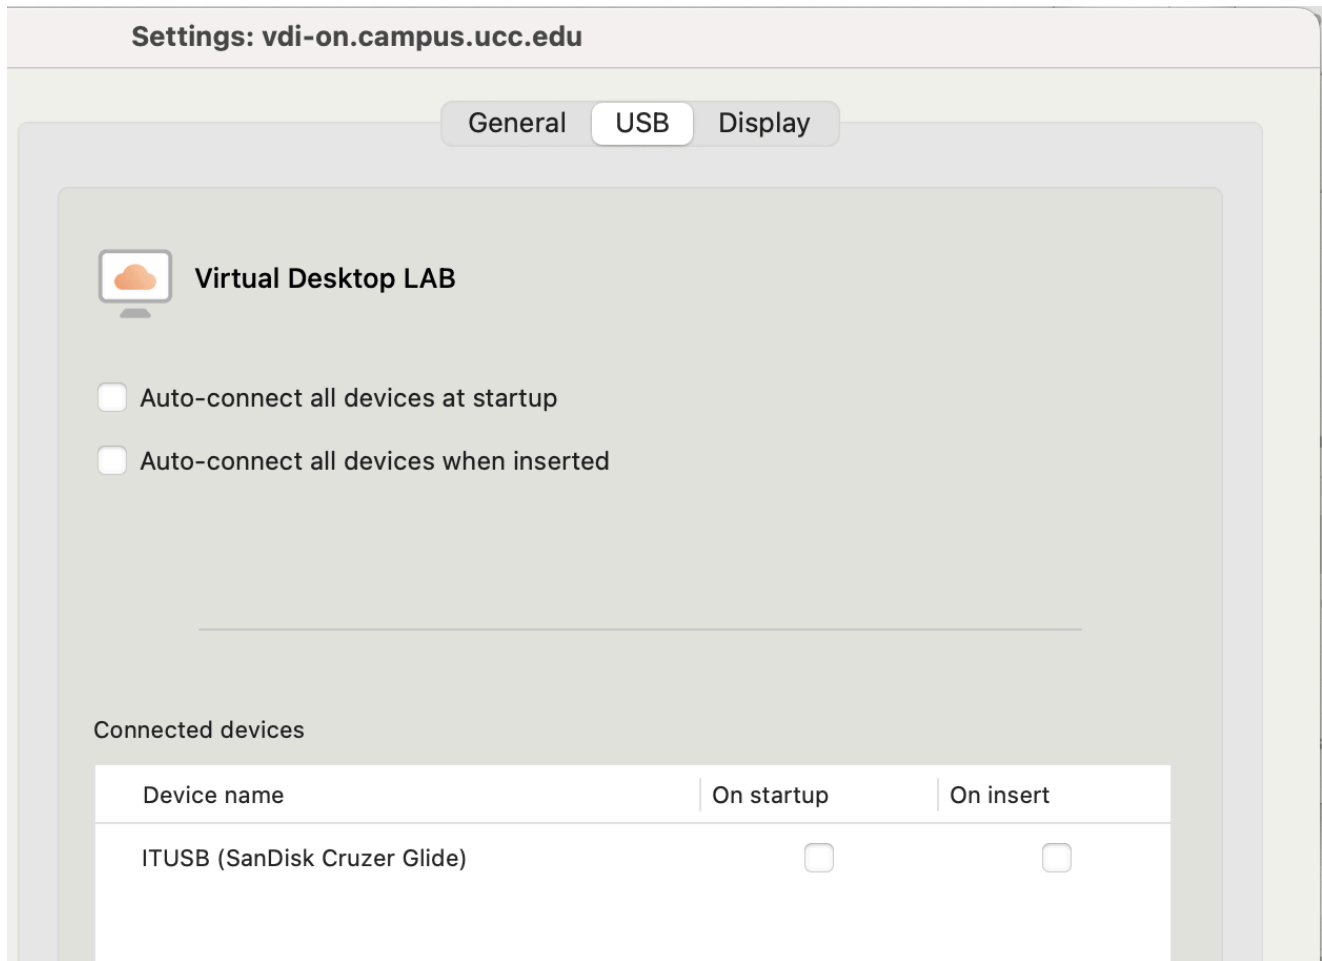 Settings: vdi-on.campus.ucc.edu
General USB Display
Virtual Desktop LAB
Auto-connect all devices at startup
Auto-connect all devices when inserted
Connected devices
Device name On startup On insert
ITUSB (SanDisk Cruzer Glide)